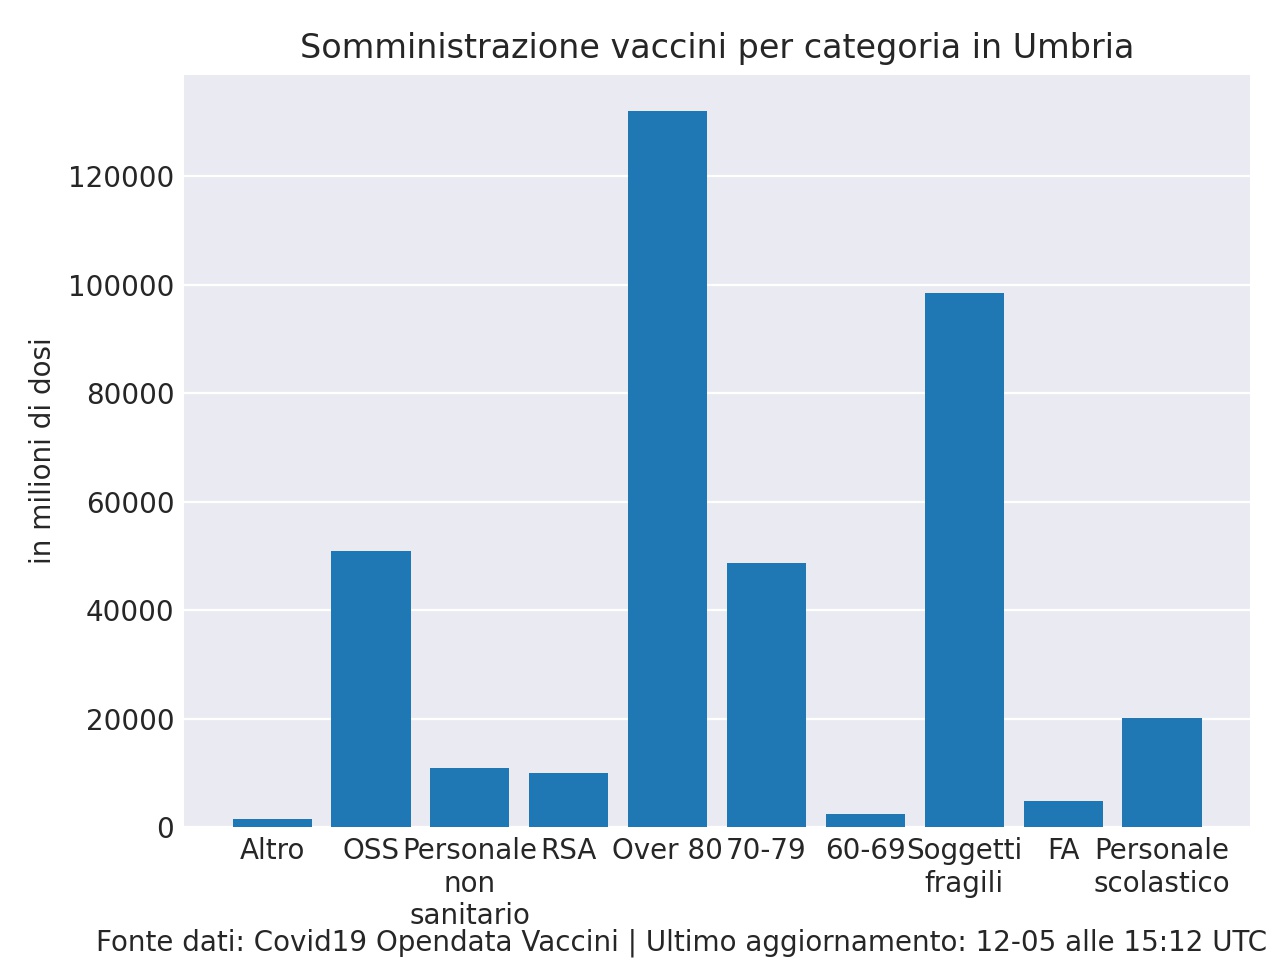 Somministrazione vaccini per categoria in Umbria
in milioni di dosi
120000
100000
80000
60000
40000
20000
0
Altro
OSS
Personale
non
sanitario
RSA
Over 80
70-79
60-69
Soggetti
fragili
FA
Personale
scolastico
Fonte dati: Covid19 Opendata Vaccini | Ultimo aggiornamento: 12-05 alle 15:12 UTC